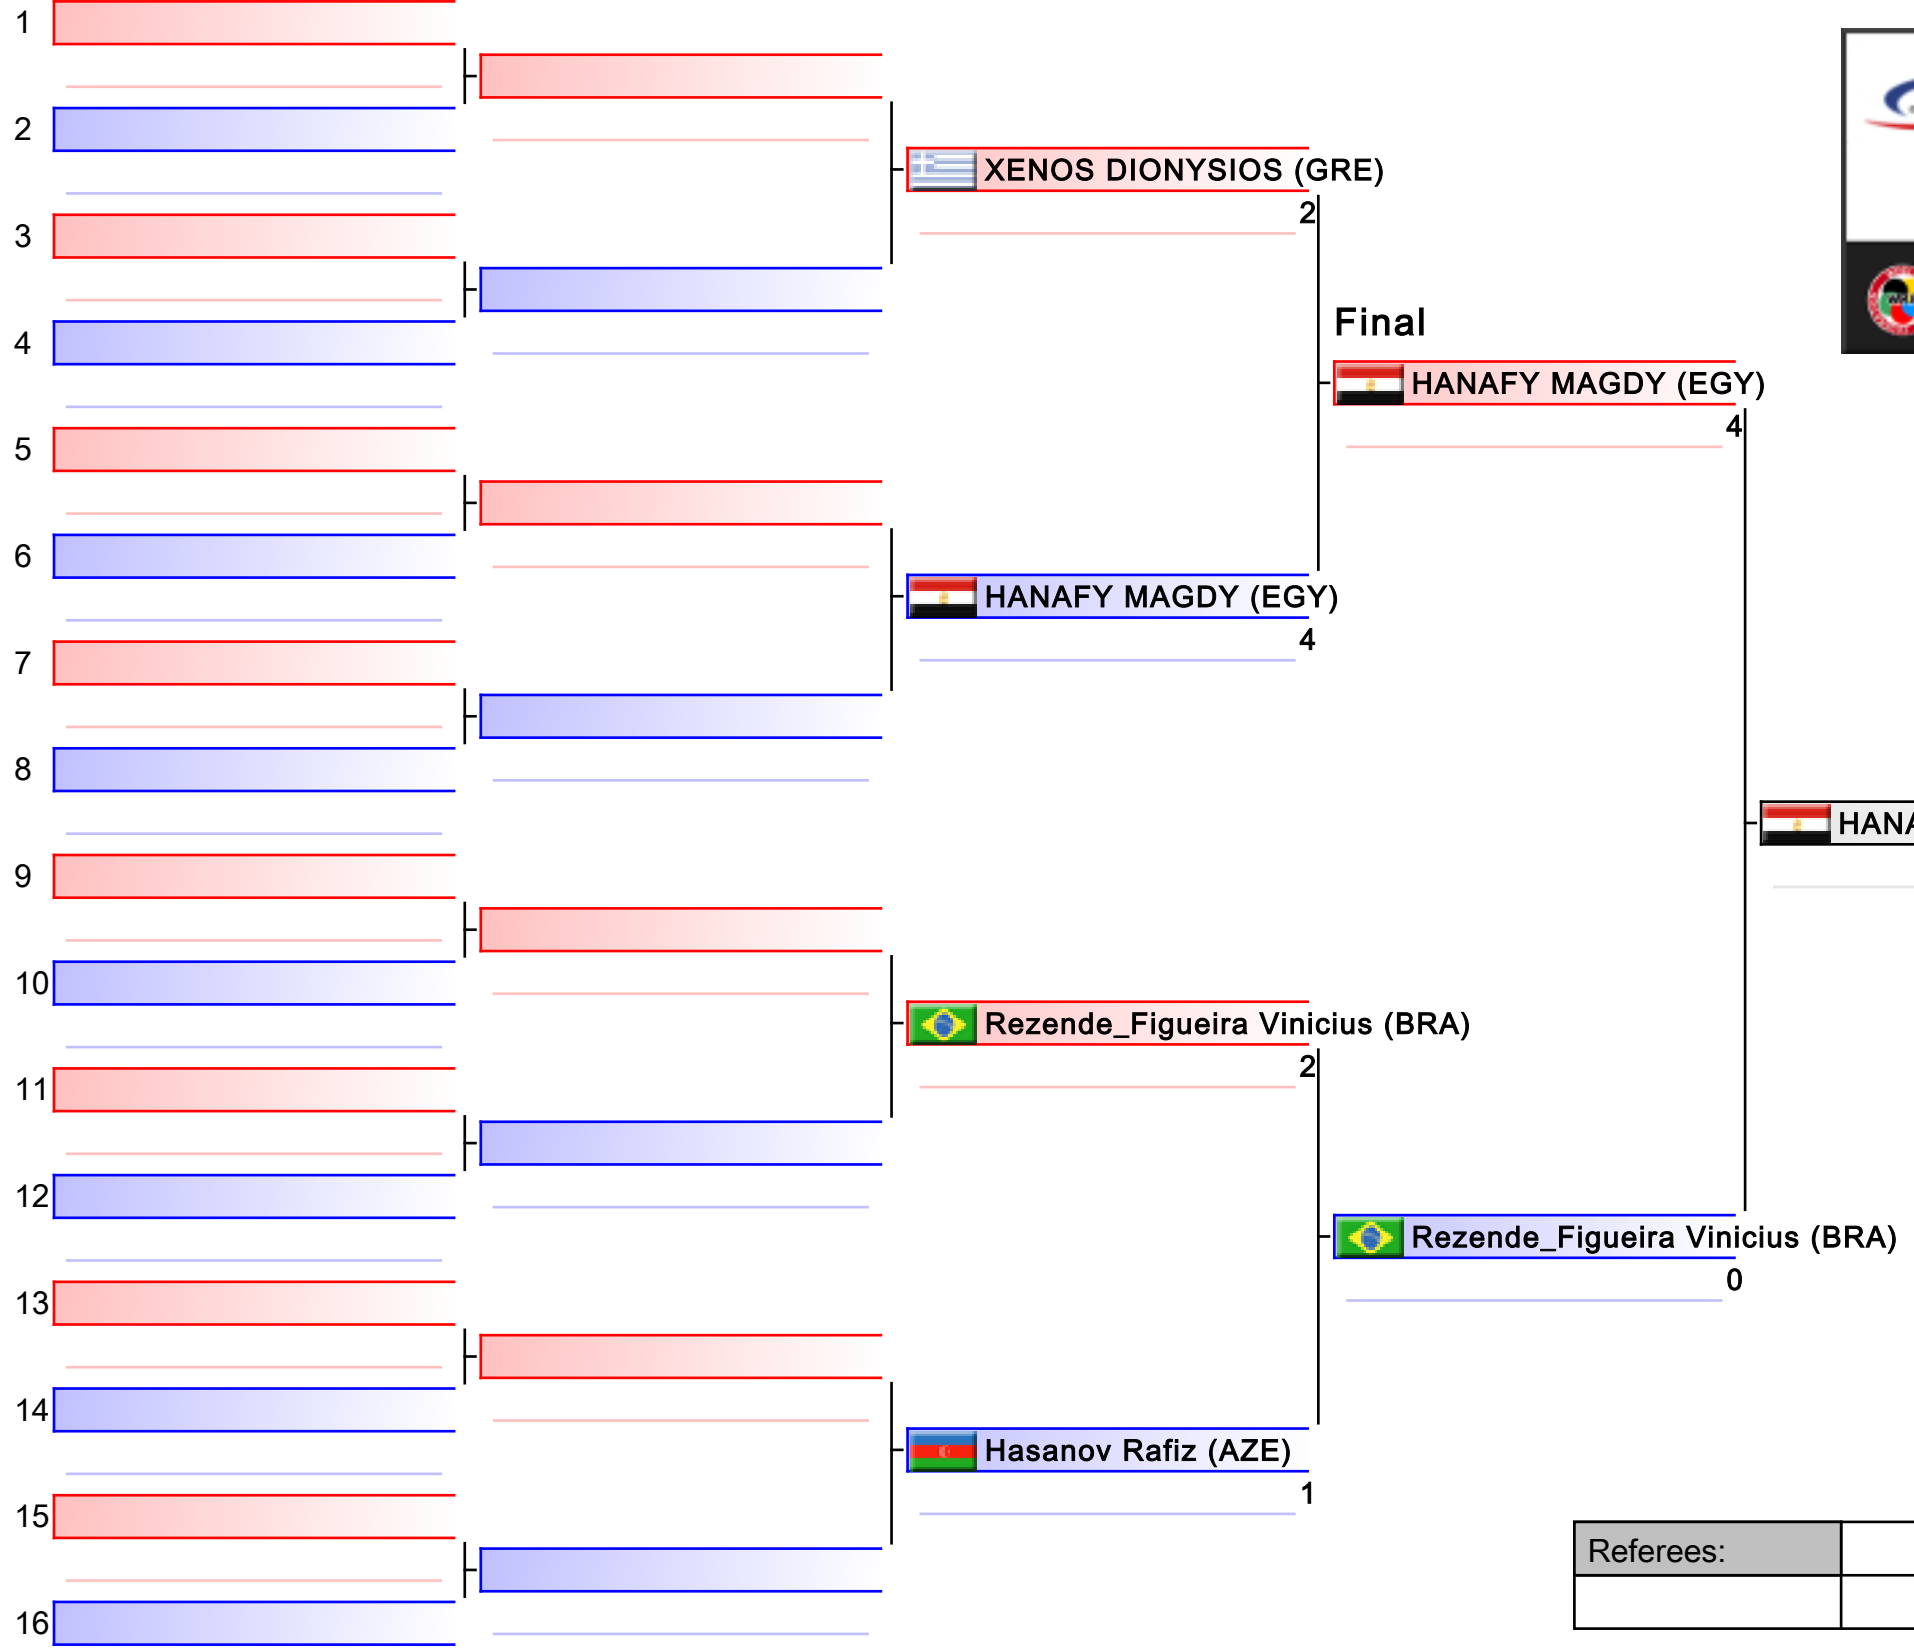 1
2
XENOS DIONYSIOS (GRE)
2
3
Final
4
HANAFY MAGDY (EGY)
4
5
6
HANAFY MAGDY (EGY)
4
7
8
HANA
9
10
Rezende_Figueira Vinicius (BRA)
2
11
12
Rezende_Figueira Vinicius (BRA)
0
13
14
Hasanov Rafiz (AZE)
1
15
Referees:
16